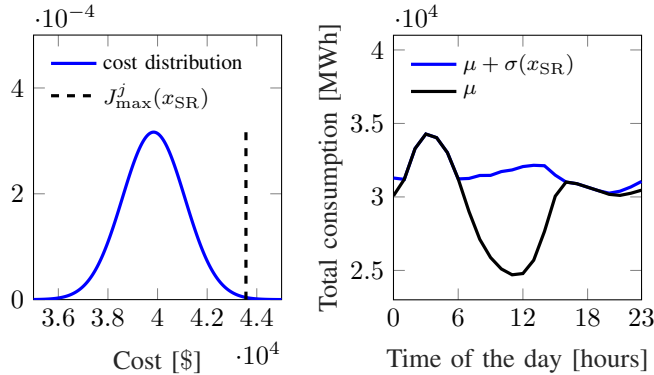 ·10⁻⁴
4
2
0
cost distribution
J^j_max(x_SR)
3.6 3.8 4 4.2 4.4
·10⁴
Cost [$]
·10⁴
4
3.5
3
2.5
Total consumption [MWh]
μ + σ(x_SR)
μ
0 6 12 18 23
Time of the day [hours]